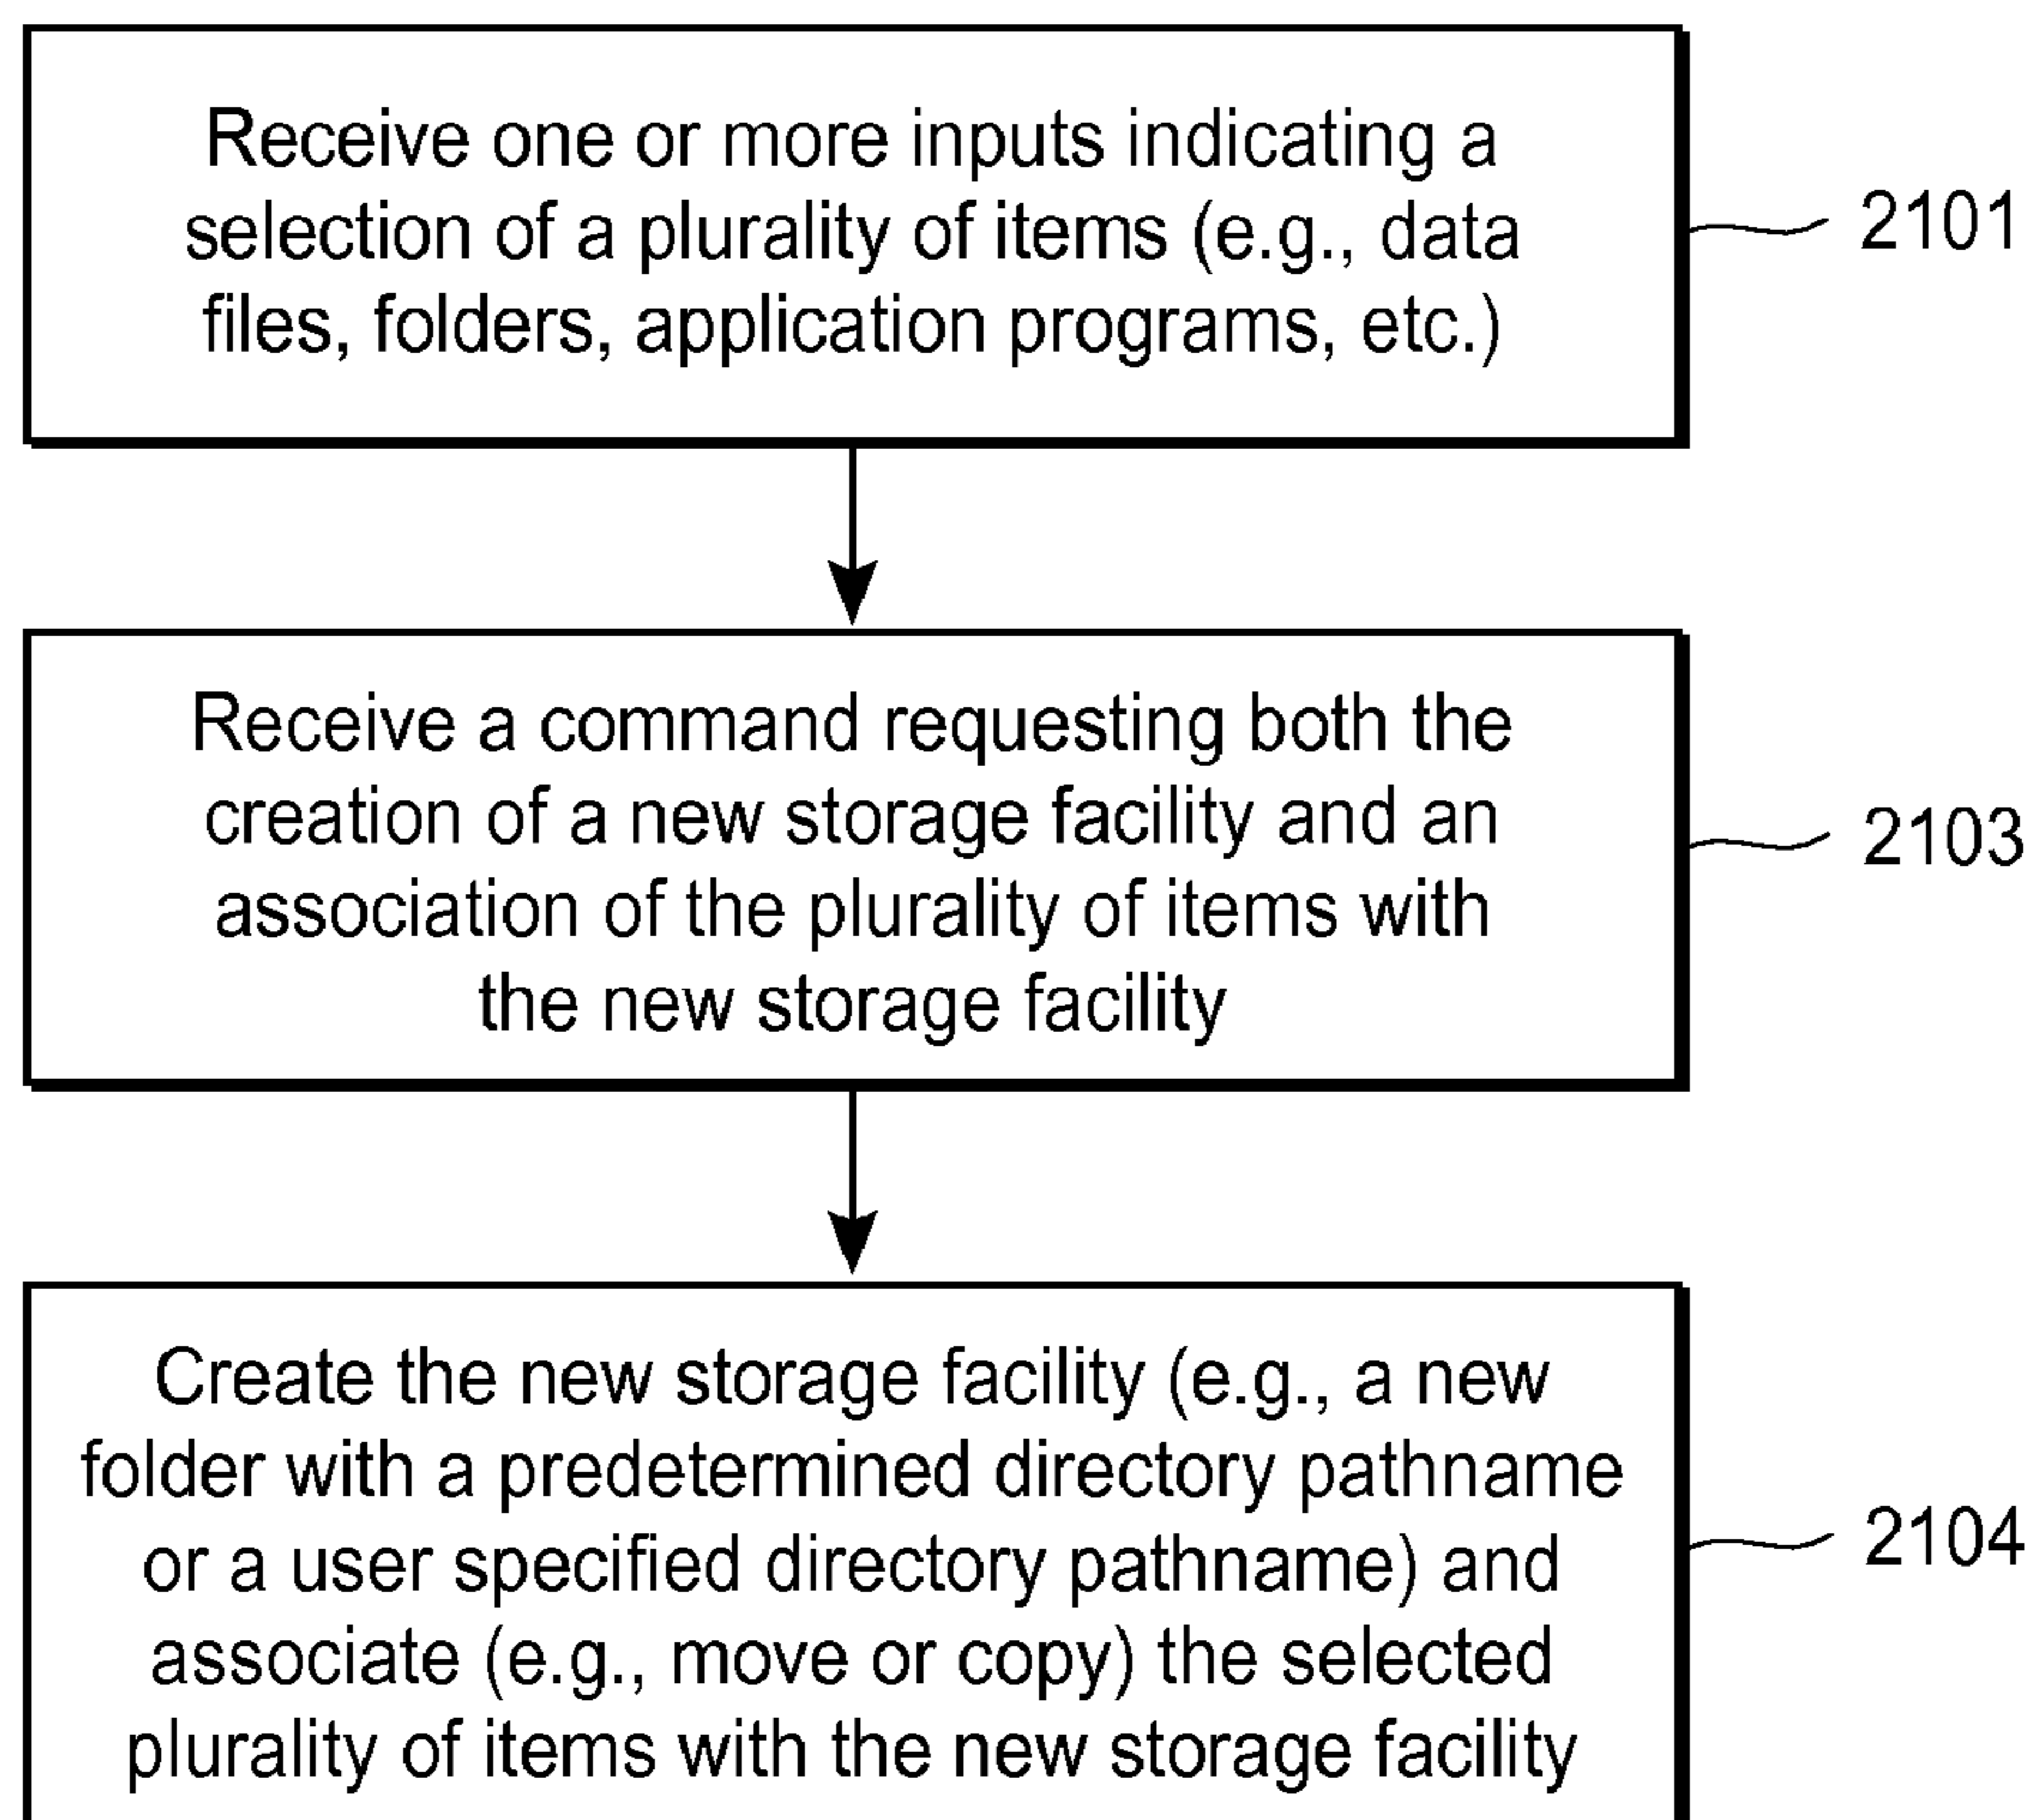 Receive one or more inputs indicating a
selection of a plurality of items (e.g., data
files, folders, application programs, etc.)
2101
Receive a command requesting both the
creation of a new storage facility and an
association of the plurality of items with
the new storage facility
2103
Create the new storage facility (e.g., a new
folder with a predetermined directory pathname
or a user specified directory pathname) and
associate (e.g., move or copy) the selected
plurality of items with the new storage facility
2104